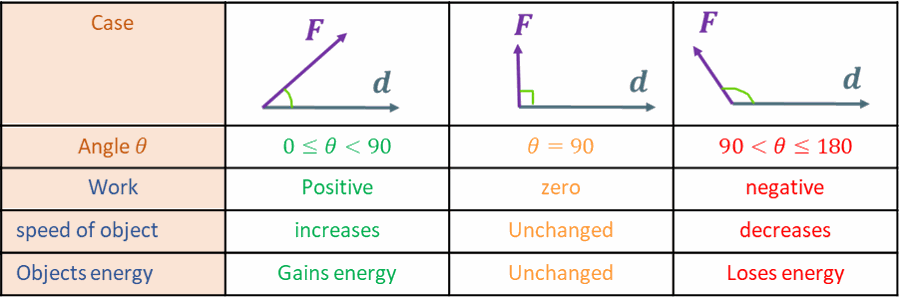 Case
F
d
F
d
F
d
Angle θ
0 ≤ θ < 90
θ = 90
90 < θ ≤ 180
Work
Positive
zero
negative
speed of object
increases
Unchanged
decreases
Objects energy
Gains energy
Unchanged
Loses energy